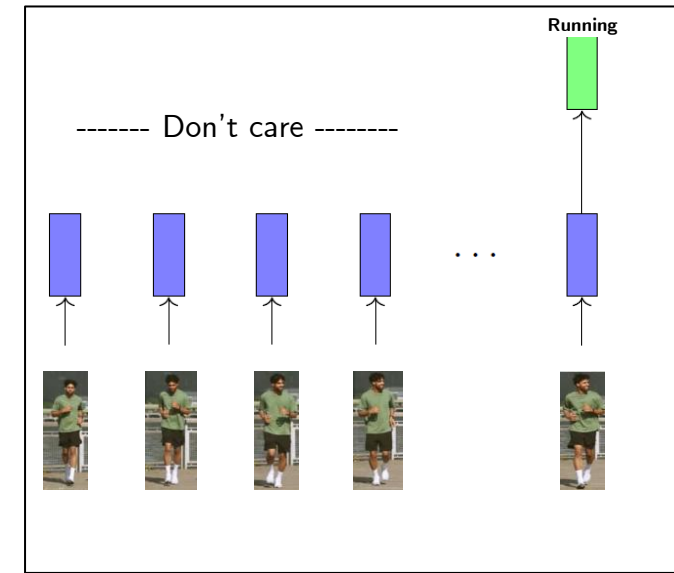 Running
------- Don't care --------
. . .